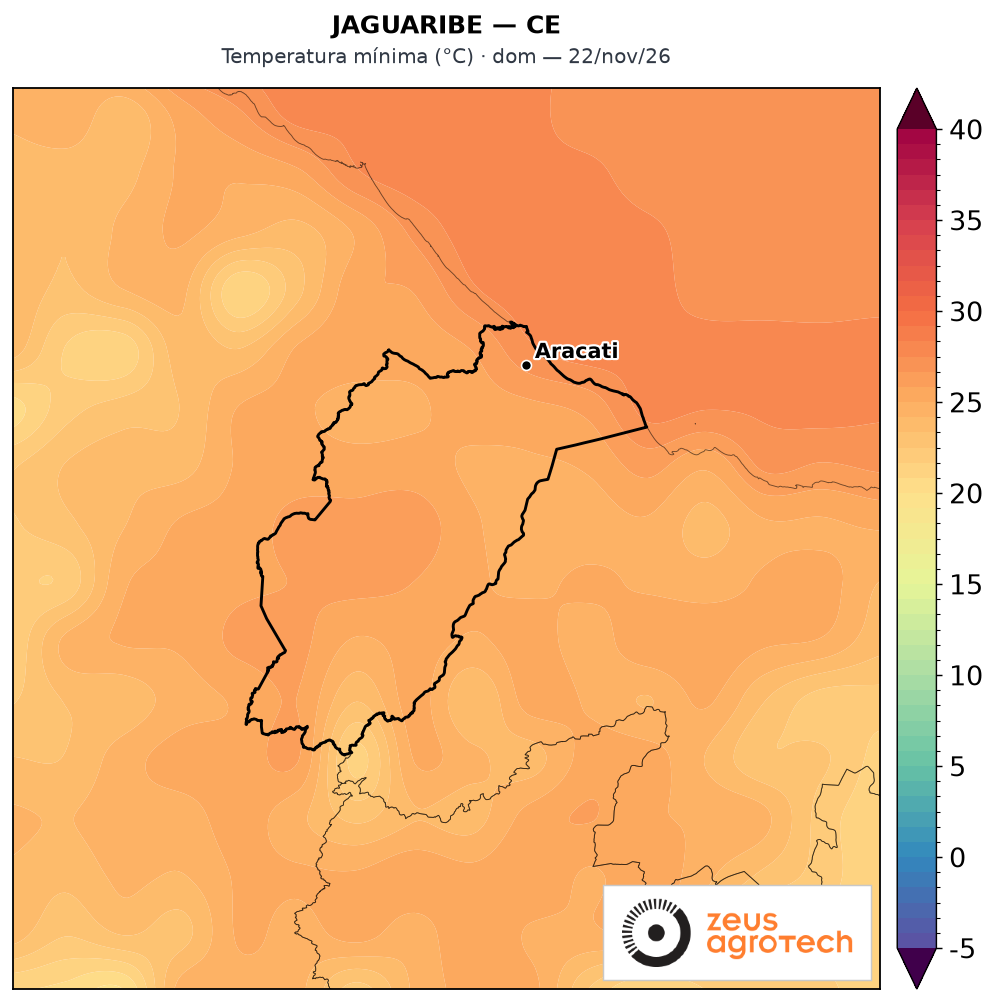 JAGUARIBE — CE
Temperatura mínima (°C) · dom — 22/nov/26
Aracati
40
35
30
25
20
15
10
5
0
-5
zeus
agrotech